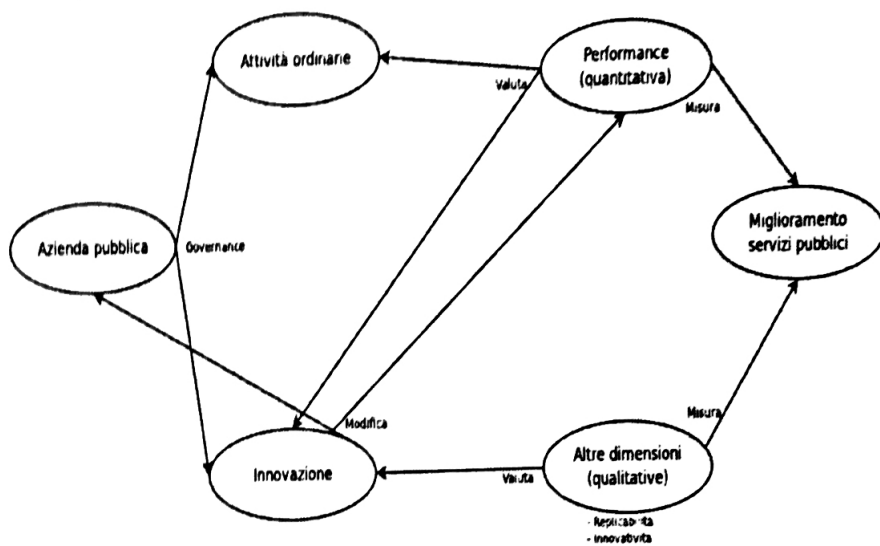 Attività ordinarie
Performance
(quantitativa)
Valuta
Misura
Azienda pubblica
Governance
Miglioramento
servizi pubblici
Modifica
Misura
Innovazione
Altre dimensioni
(qualitative)
Valuta
- Replicabilità
- Innovatività